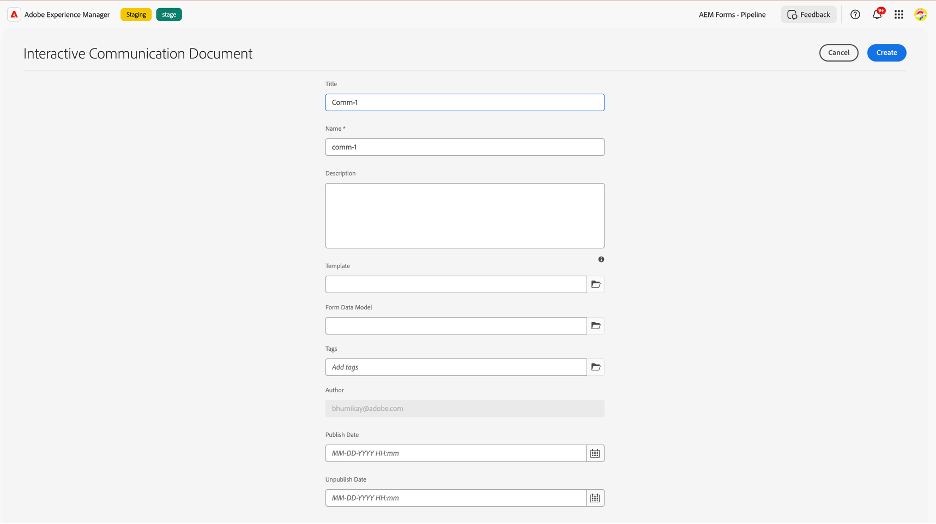 Adobe Experience Manager
Staging
stage
AEM Forms - Pipeline
Feedback
9+
Interactive Communication Document
Cancel
Create
Title
Comm-1
Name *
comm-1
Description
Template
Form Data Model
Tags
Add tags
Author
bhumikay@adobe.com
Publish Date
MM-DD-YYYY HH:mm
Unpublish Date
MM-DD-YYYY HH:mm